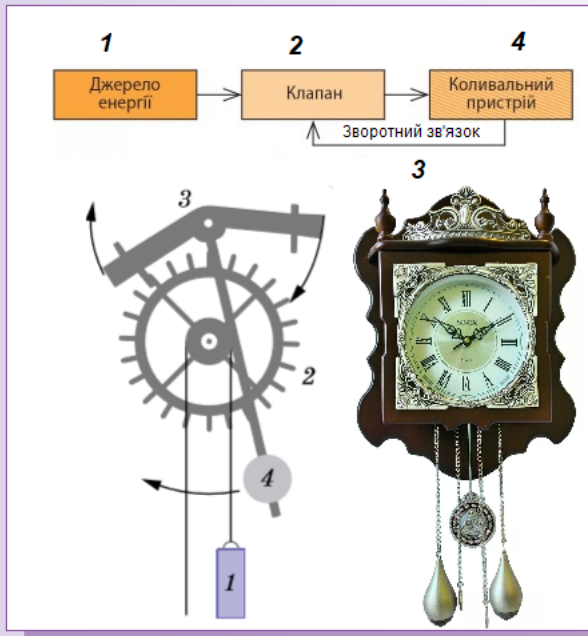 1 2 4
Джерело
енергії
Клапан
Коливальний
пристрій
Зворотний зв'язок
3
3
2
4
1